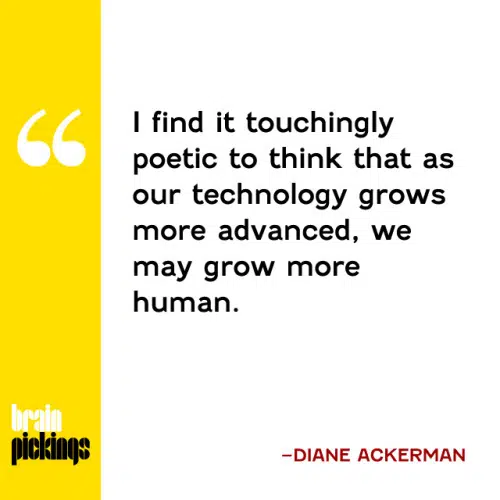 “
I find it touchingly
poetic to think that as
our technology grows
more advanced, we
may grow more
human.
brain
pickings
–DIANE ACKERMAN